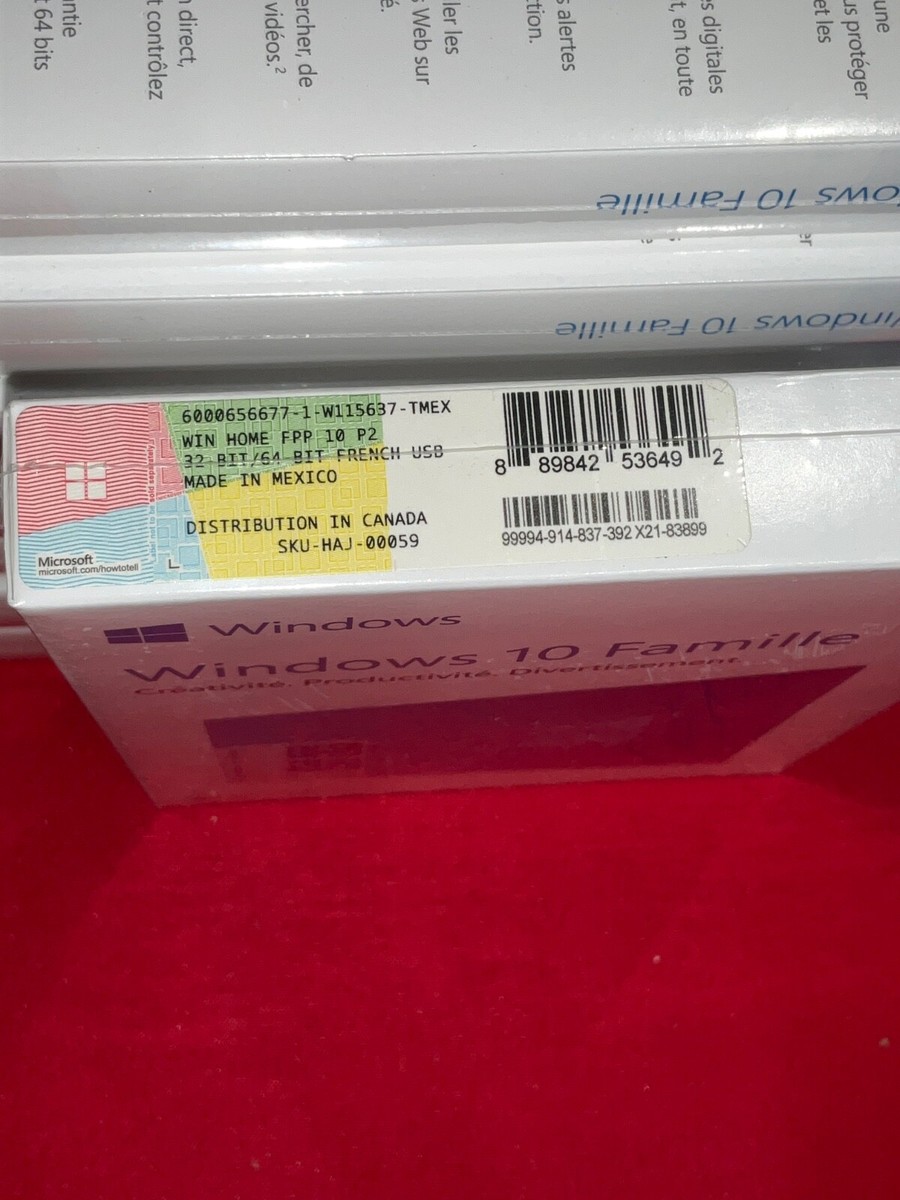 une
us protéger
et les
s digitales
t, en toute
s alertes
ction.
ler les
s Web sur
é.
ercher, de
vidéos.²
n direct,
t contrôlez
ntie
t 64 bits
ows 10 Famille
er
Windows 10 Famille
6000656677-1-W115637-TMEX
WIN HOME FPP 10 P2
32 BIT/64 BIT FRENCH USB
MADE IN MEXICO
DISTRIBUTION IN CANADA
SKU-HAJ-00059
8 89842 53649 2
99994-914-837-392 X21-83899
Microsoft
microsoft.com/howtotell
Windows
Windows 10 Famille
Créativité. Productivité. Divertissement.